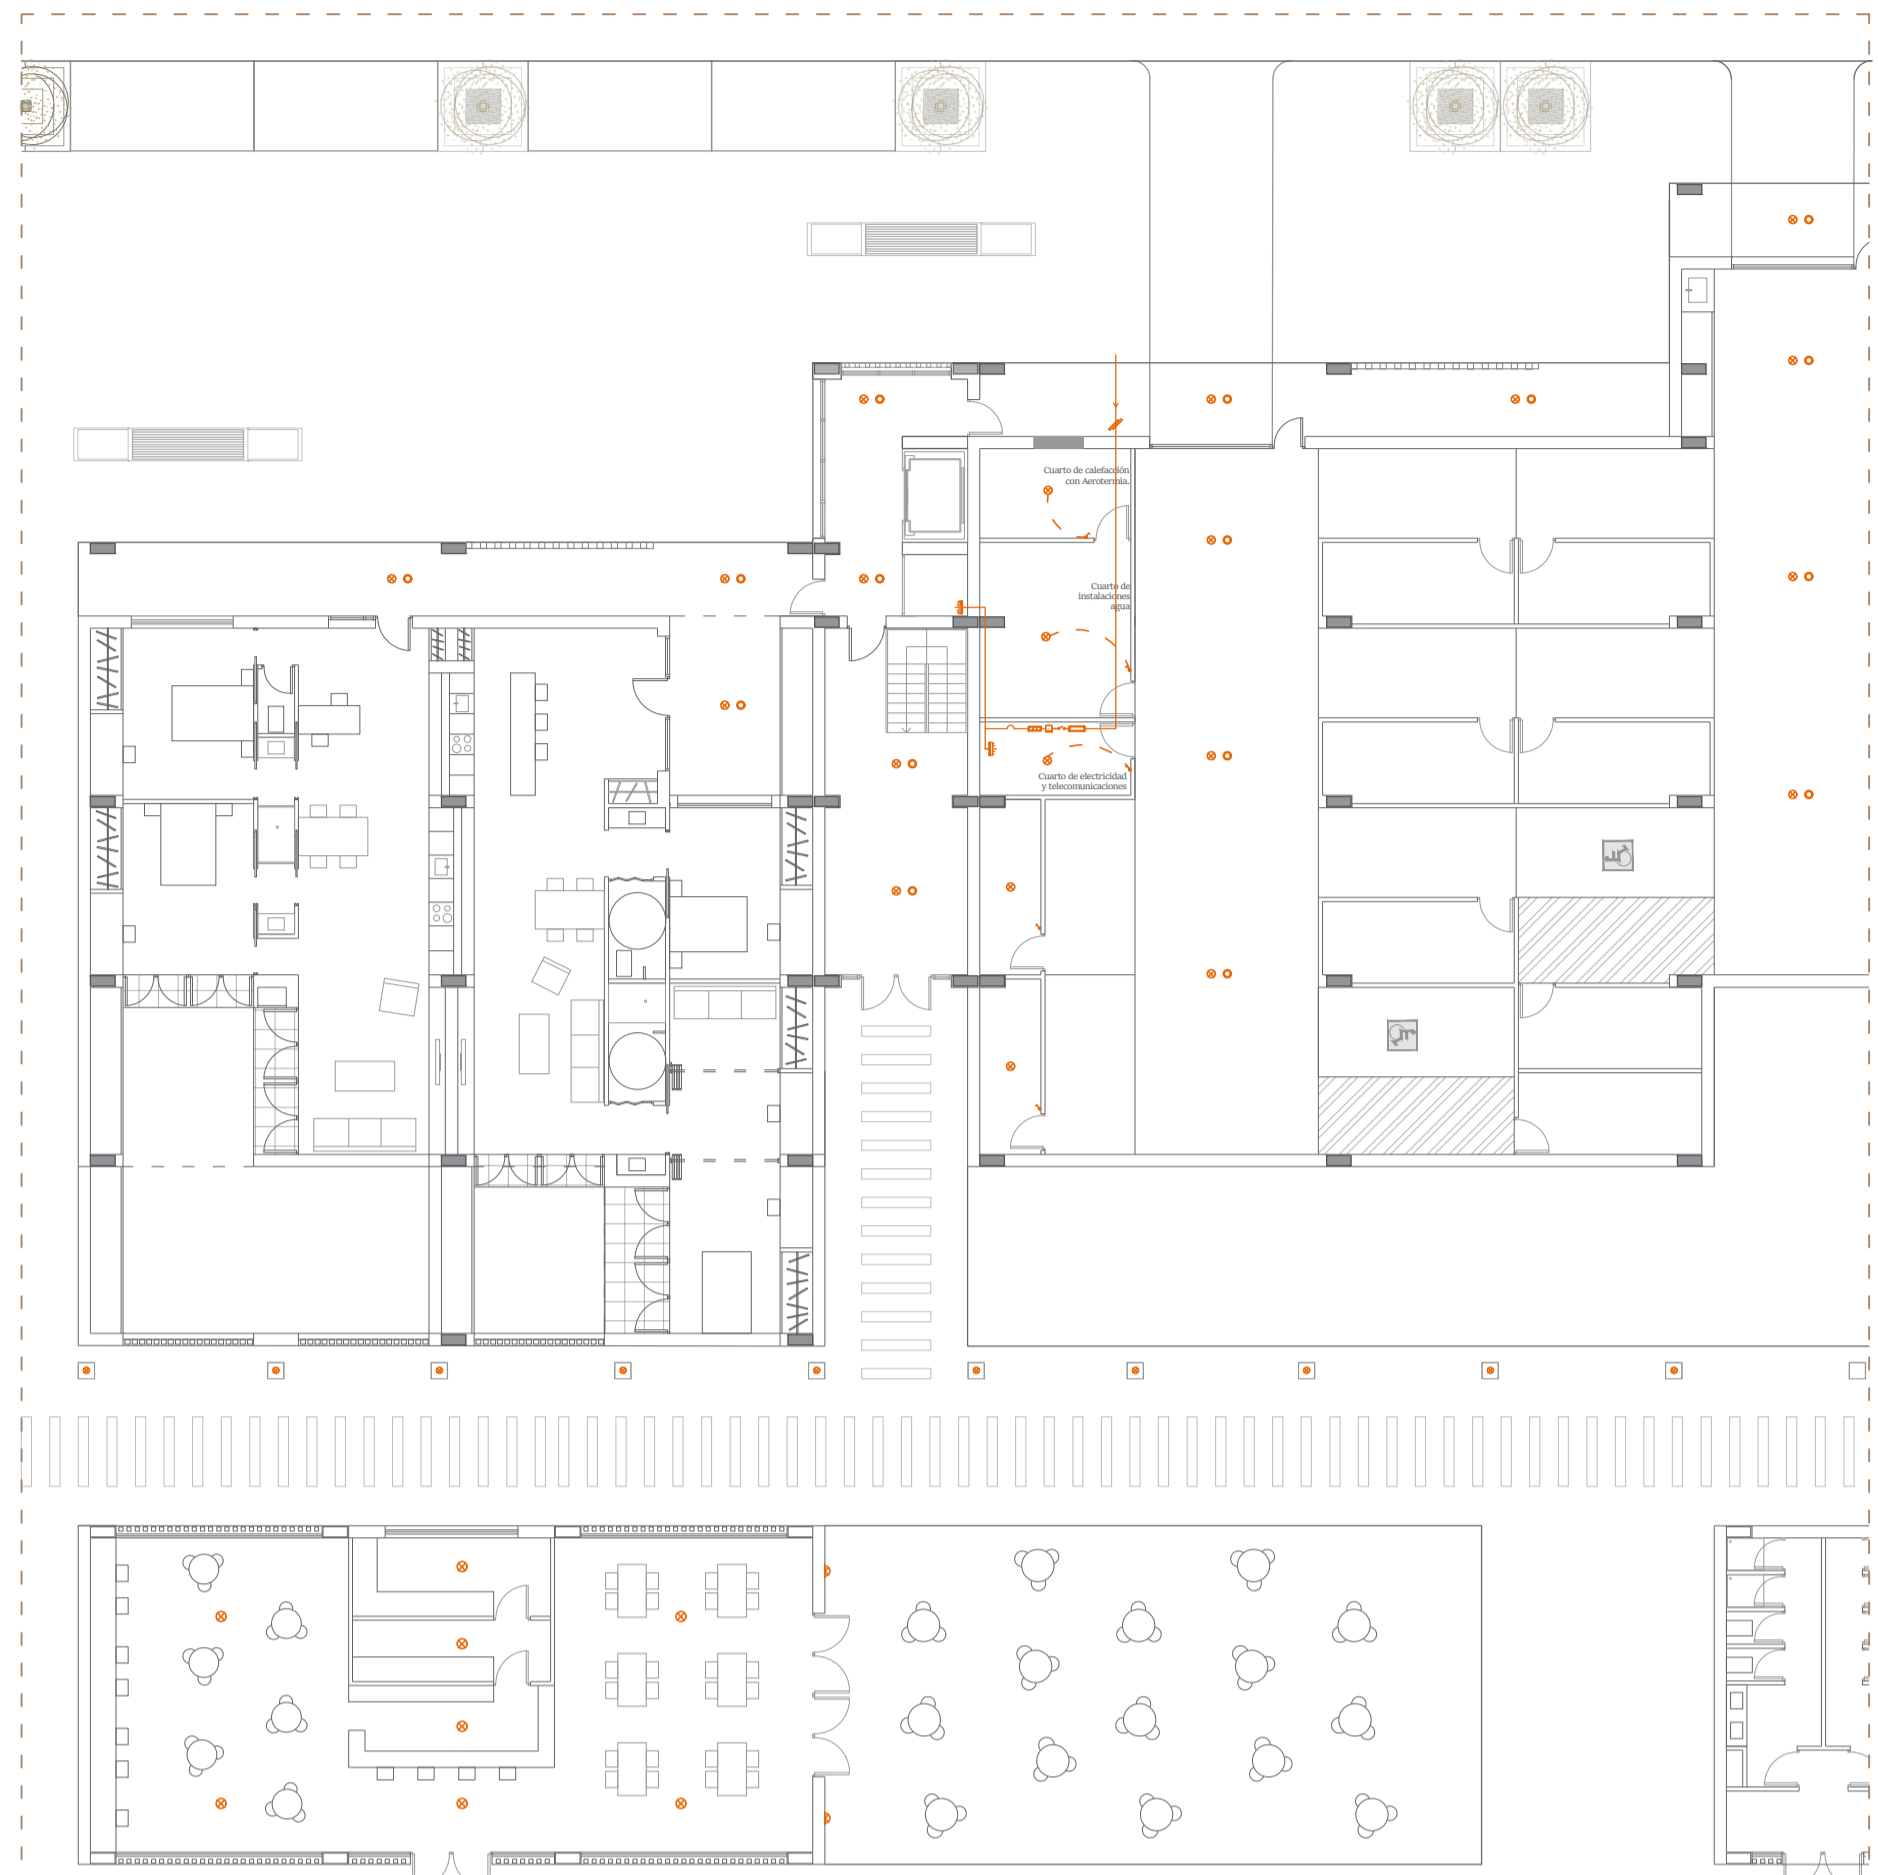 Cuarto de calefacción
con Aerotermia.
Cuarto de
instalaciones
agua
Cuarto de electricidad
y telecomunicaciones